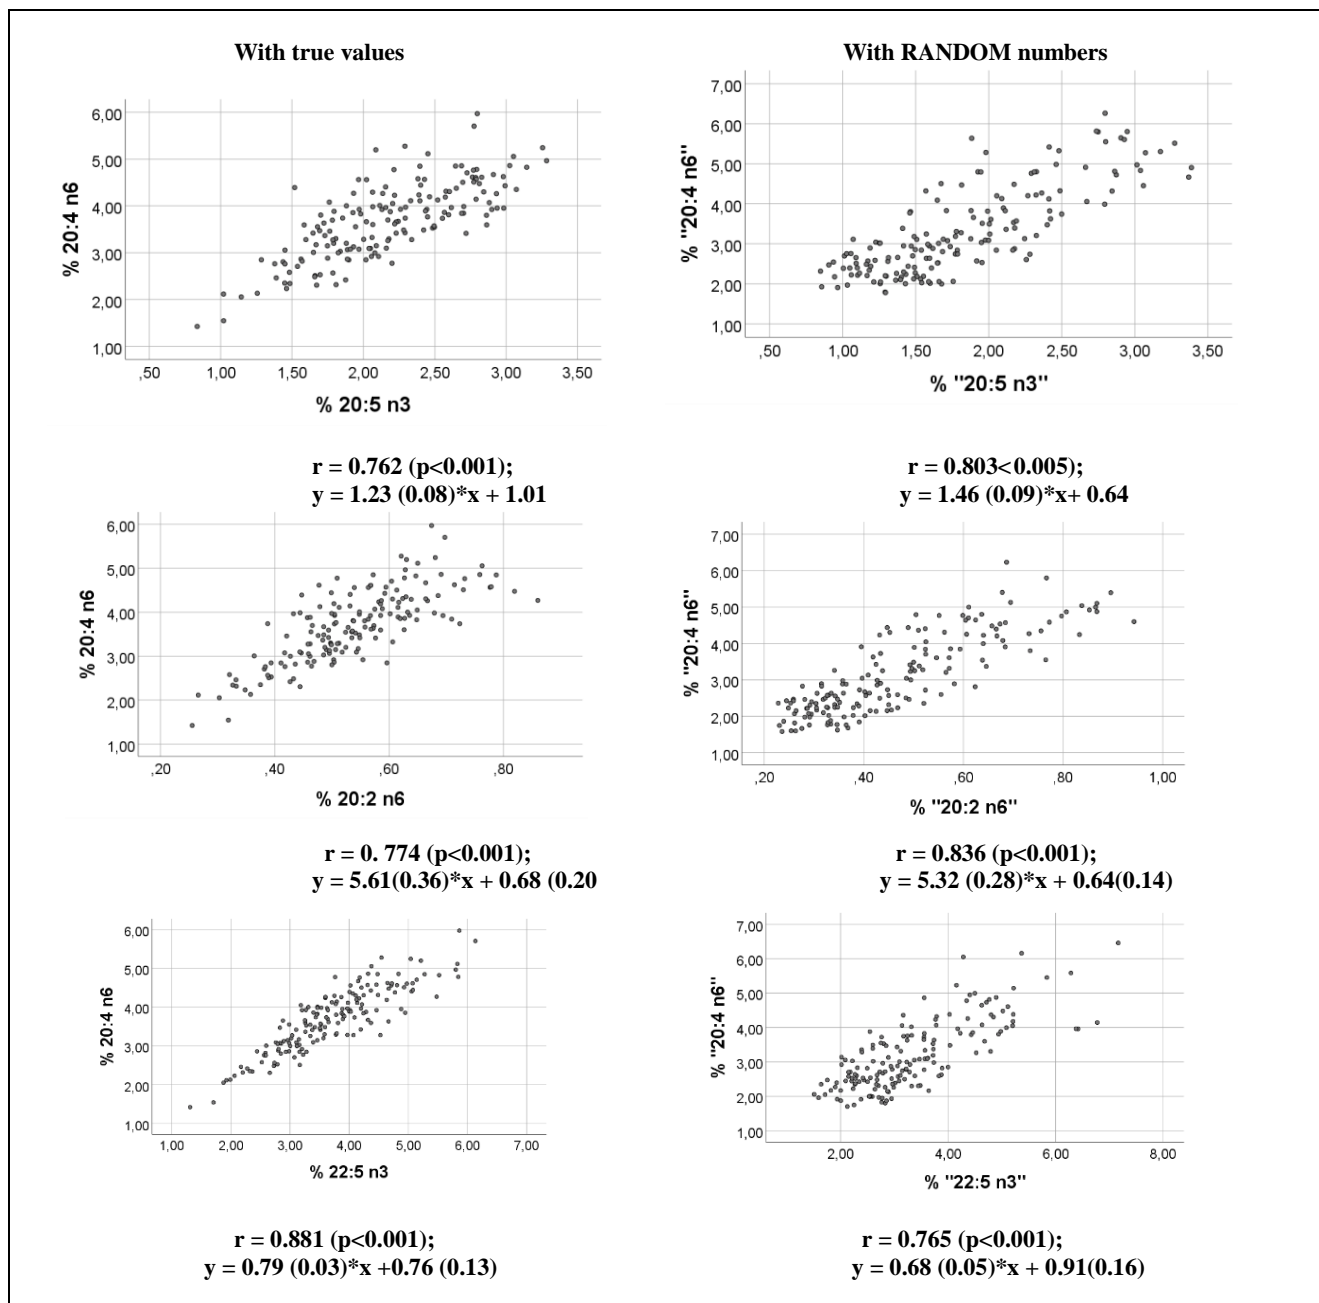 With true values
With RANDOM numbers
% 20:4 n6
6,00
5,00
4,00
3,00
2,00
1,00
,50 1,00 1,50 2,00 2,50 3,00 3,50
% 20:5 n3
r = 0.762 (p<0.001);
y = 1.23 (0.08)*x + 1.01
% "20:4 n6"
7,00
6,00
5,00
4,00
3,00
2,00
1,00
,50 1,00 1,50 2,00 2,50 3,00 3,50
% "20:5 n3"
r = 0.803<0.005);
y = 1.46 (0.09)*x+ 0.64
% 20:4 n6
6,00
5,00
4,00
3,00
2,00
1,00
,20 ,40 ,60 ,80
% 20:2 n6
r = 0. 774 (p<0.001);
y = 5.61(0.36)*x + 0.68 (0.20
% "20:4 n6"
7,00
6,00
5,00
4,00
3,00
2,00
1,00
,20 ,40 ,60 ,80 1,00
% "20:2 n6"
r = 0.836 (p<0.001);
y = 5.32 (0.28)*x + 0.64(0.14)
% 20:4 n6
6,00
5,00
4,00
3,00
2,00
1,00
1,00 2,00 3,00 4,00 5,00 6,00 7,00
% 22:5 n3
r = 0.881 (p<0.001);
y = 0.79 (0.03)*x +0.76 (0.13)
% "20:4 n6"
7,00
6,00
5,00
4,00
3,00
2,00
1,00
2,00 4,00 6,00 8,00
% "22:5 n3"
r = 0.765 (p<0.001);
y = 0.68 (0.05)*x + 0.91(0.16)